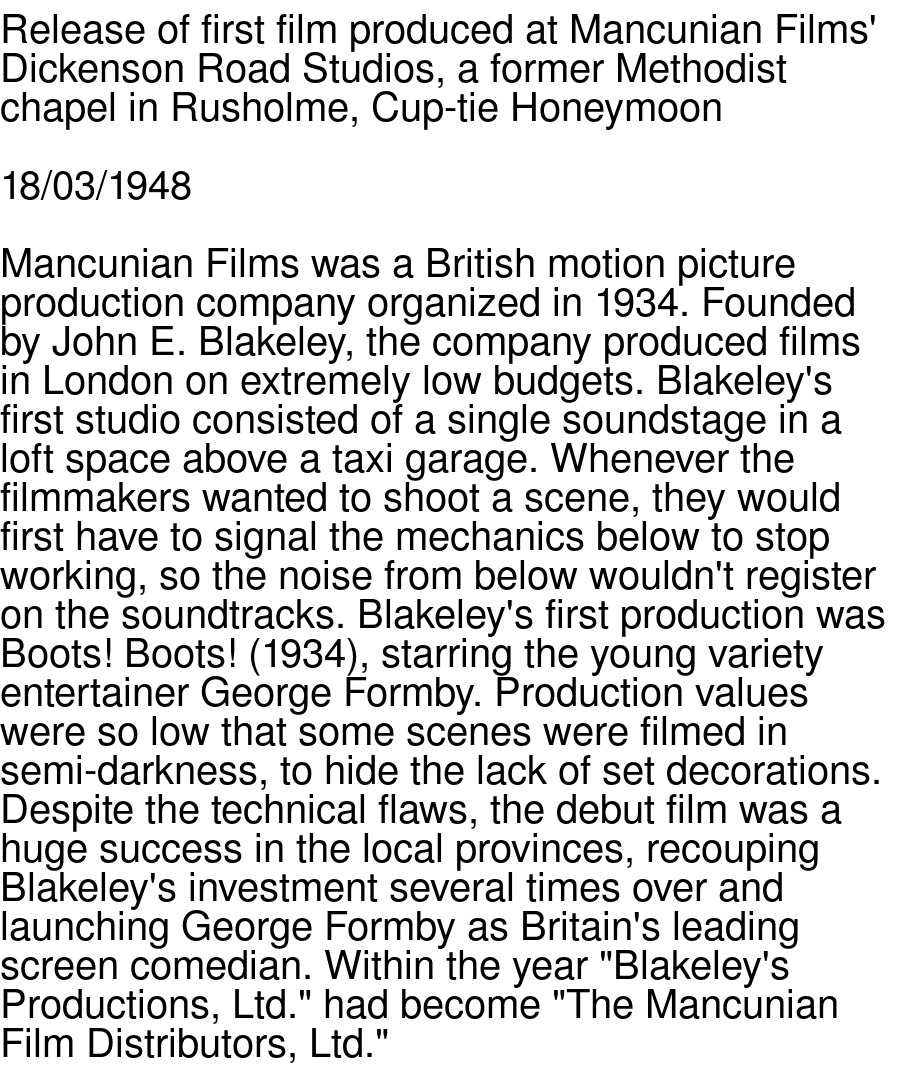 Release of first film produced at Mancunian Films'
Dickenson Road Studios, a former Methodist
chapel in Rusholme, Cup-tie Honeymoon
18/03/1948
Mancunian Films was a British motion picture
production company organized in 1934. Founded
by John E. Blakeley, the company produced films
in London on extremely low budgets. Blakeley's
first studio consisted of a single soundstage in a
loft space above a taxi garage. Whenever the
filmmakers wanted to shoot a scene, they would
first have to signal the mechanics below to stop
working, so the noise from below wouldn't register
on the soundtracks. Blakeley's first production was
Boots! Boots! (1934), starring the young variety
entertainer George Formby. Production values
were so low that some scenes were filmed in
semi-darkness, to hide the lack of set decorations.
Despite the technical flaws, the debut film was a
huge success in the local provinces, recouping
Blakeley's investment several times over and
launching George Formby as Britain's leading
screen comedian. Within the year "Blakeley's
Productions, Ltd." had become "The Mancunian
Film Distributors, Ltd."